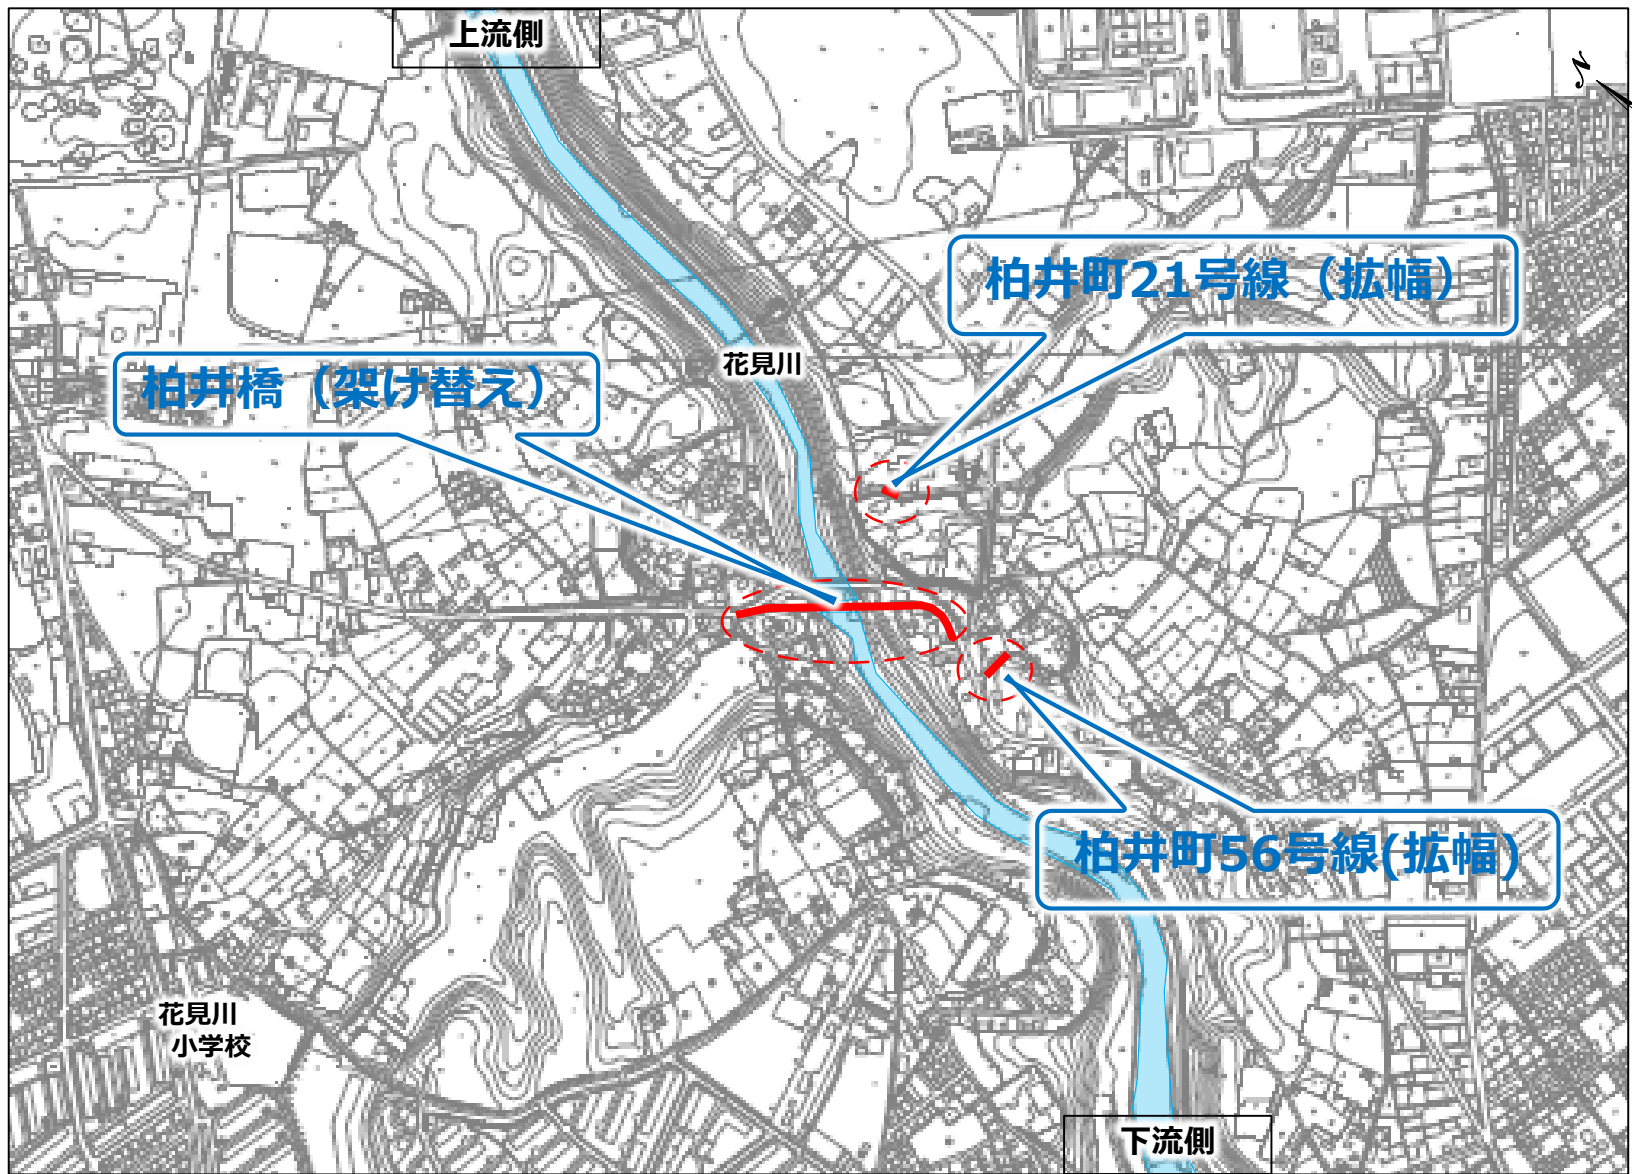 上流側
N
柏井町21号線（拡幅）
花見川
柏井橋（架け替え）
柏井町56号線(拡幅)
花見川
小学校
下流側